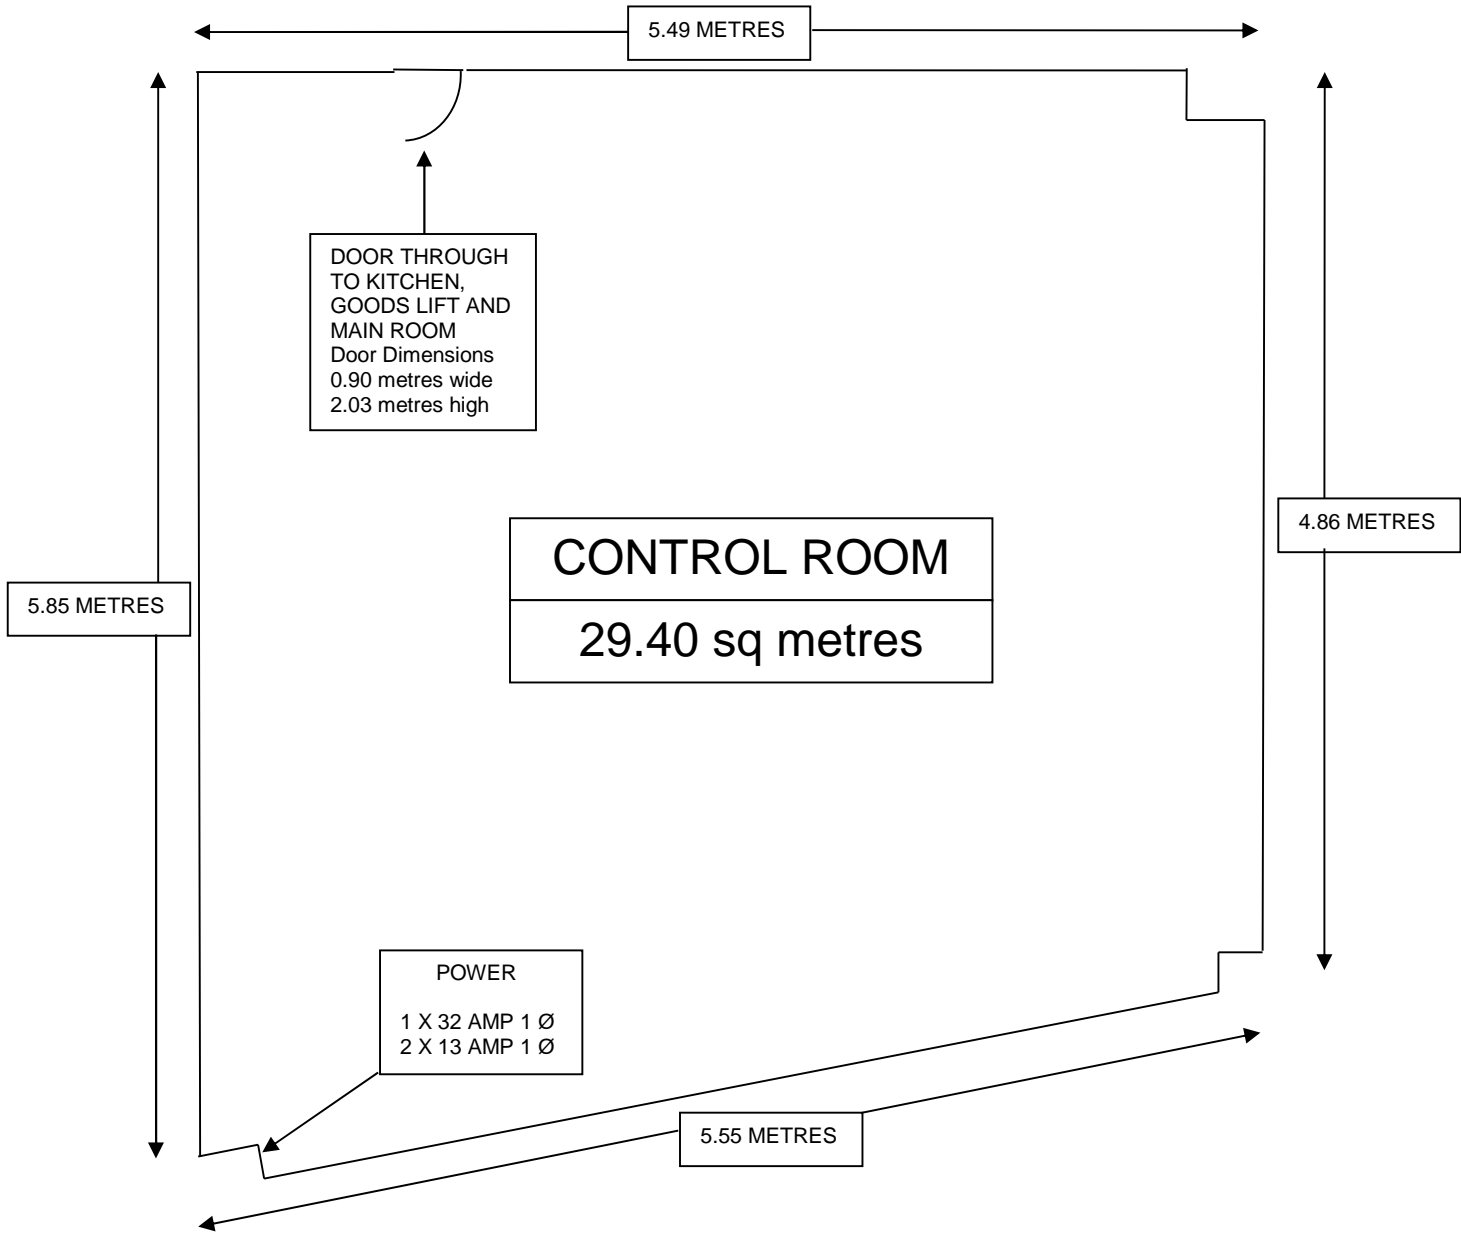 5.49 METRES
DOOR THROUGH
TO KITCHEN,
GOODS LIFT AND
MAIN ROOM
Door Dimensions
0.90 metres wide
2.03 metres high
4.86 METRES
CONTROL ROOM
5.85 METRES
29.40 sq metres
POWER
1 X 32 AMP 1 Ø
2 X 13 AMP 1 Ø
5.55 METRES